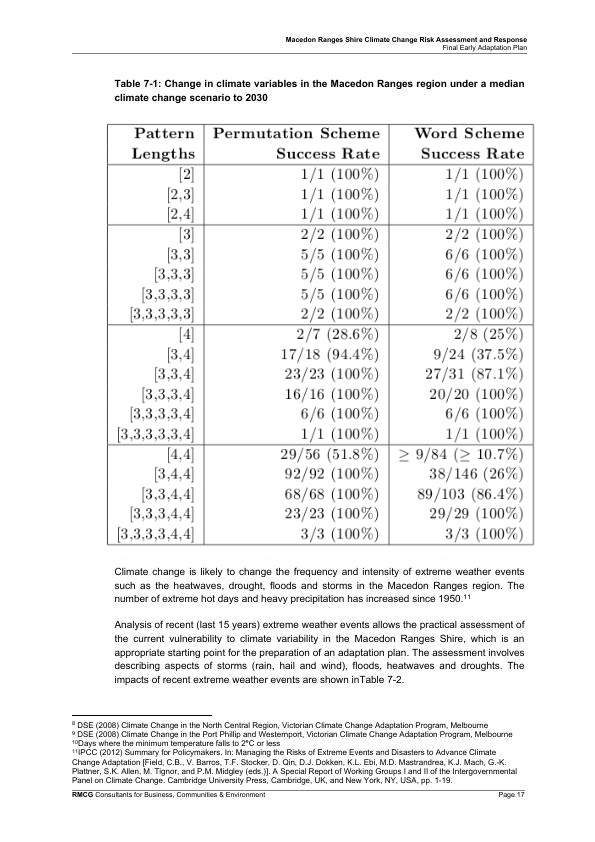 Macedon Ranges Shire Climate Change Risk Assessment and Response
Final Early Adaptation Plan
Table 7-1: Change in climate variables in the Macedon Ranges region under a median
climate change scenario to 2030
Pattern Permutation Scheme Word Scheme
Lengths Success Rate Success Rate
[2] 1/1 (100%) 1/1 (100%)
[2,3] 1/1 (100%) 1/1 (100%)
[2,4] 1/1 (100%) 1/1 (100%)
[3] 2/2 (100%) 2/2 (100%)
[3,3] 5/5 (100%) 6/6 (100%)
[3,3,3] 5/5 (100%) 6/6 (100%)
[3,3,3,3] 5/5 (100%) 6/6 (100%)
[3,3,3,3,3] 2/2 (100%) 2/2 (100%)
[4] 2/7 (28.6%) 2/8 (25%)
[3,4] 17/18 (94.4%) 9/24 (37.5%)
[3,3,4] 23/23 (100%) 27/31 (87.1%)
[3,3,3,4] 16/16 (100%) 20/20 (100%)
[3,3,3,3,4] 6/6 (100%) 6/6 (100%)
[3,3,3,3,3,4] 1/1 (100%) 1/1 (100%)
[4,4] 29/56 (51.8%) ≥ 9/84 (≥ 10.7%)
[3,4,4] 92/92 (100%) 38/146 (26%)
[3,3,4,4] 68/68 (100%) 89/103 (86.4%)
[3,3,3,4,4] 23/23 (100%) 29/29 (100%)
[3,3,3,3,4,4] 3/3 (100%) 3/3 (100%)
Climate change is likely to change the frequency and intensity of extreme weather events
such as the heatwaves, drought, floods and storms in the Macedon Ranges region. The
number of extreme hot days and heavy precipitation has increased since 1950.¹¹
Analysis of recent (last 15 years) extreme weather events allows the practical assessment of
the current vulnerability to climate variability in the Macedon Ranges Shire, which is an
appropriate starting point for the preparation of an adaptation plan. The assessment involves
describing aspects of storms (rain, hail and wind), floods, heatwaves and droughts. The
impacts of recent extreme weather events are shown inTable 7-2.
⁸ DSE (2008) Climate Change in the North Central Region, Victorian Climate Change Adaptation Program, Melbourne
⁹ DSE (2008) Climate Change in the Port Phillip and Westernport, Victorian Climate Change Adaptation Program, Melbourne
¹⁰Days where the minimum temperature falls to 2°C or less
¹¹IPCC (2012) Summary for Policymakers. In: Managing the Risks of Extreme Events and Disasters to Advance Climate
Change Adaptation [Field, C.B., V. Barros, T.F. Stocker, D. Qin, D.J. Dokken, K.L. Ebi, M.D. Mastrandrea, K.J. Mach, G.-K.
Plattner, S.K. Allen, M. Tignor, and P.M. Midgley (eds.)]. A Special Report of Working Groups I and II of the Intergovernmental
Panel on Climate Change. Cambridge University Press, Cambridge, UK, and New York, NY, USA, pp. 1-19.
RMCG Consultants for Business, Communities & Environment Page 17